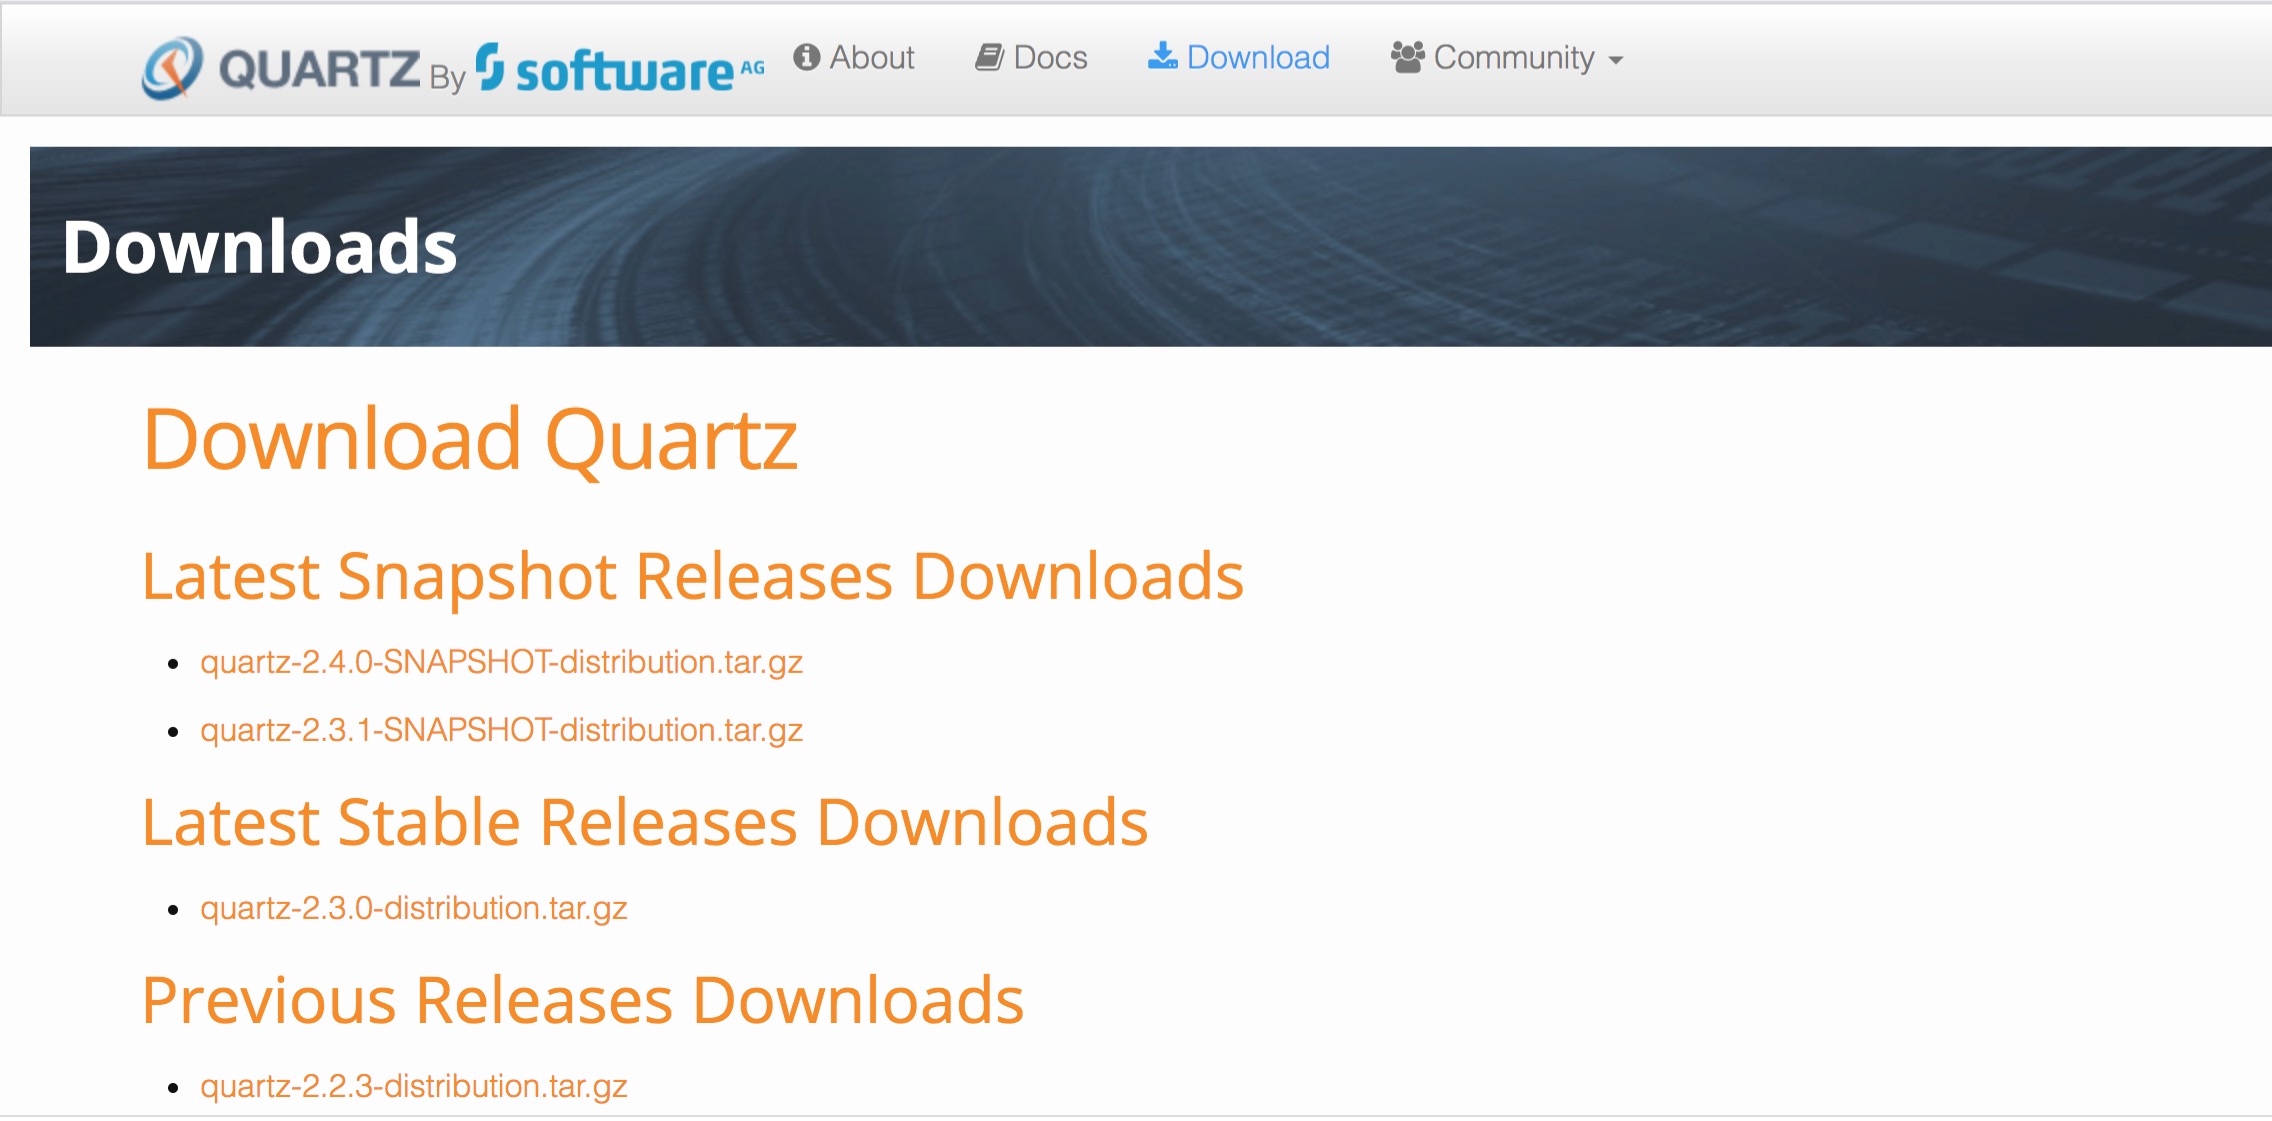 QUARTZ By software AG About Docs Download Community
Downloads
Download Quartz
Latest Snapshot Releases Downloads
quartz-2.4.0-SNAPSHOT-distribution.tar.gz
quartz-2.3.1-SNAPSHOT-distribution.tar.gz
Latest Stable Releases Downloads
quartz-2.3.0-distribution.tar.gz
Previous Releases Downloads
quartz-2.2.3-distribution.tar.gz